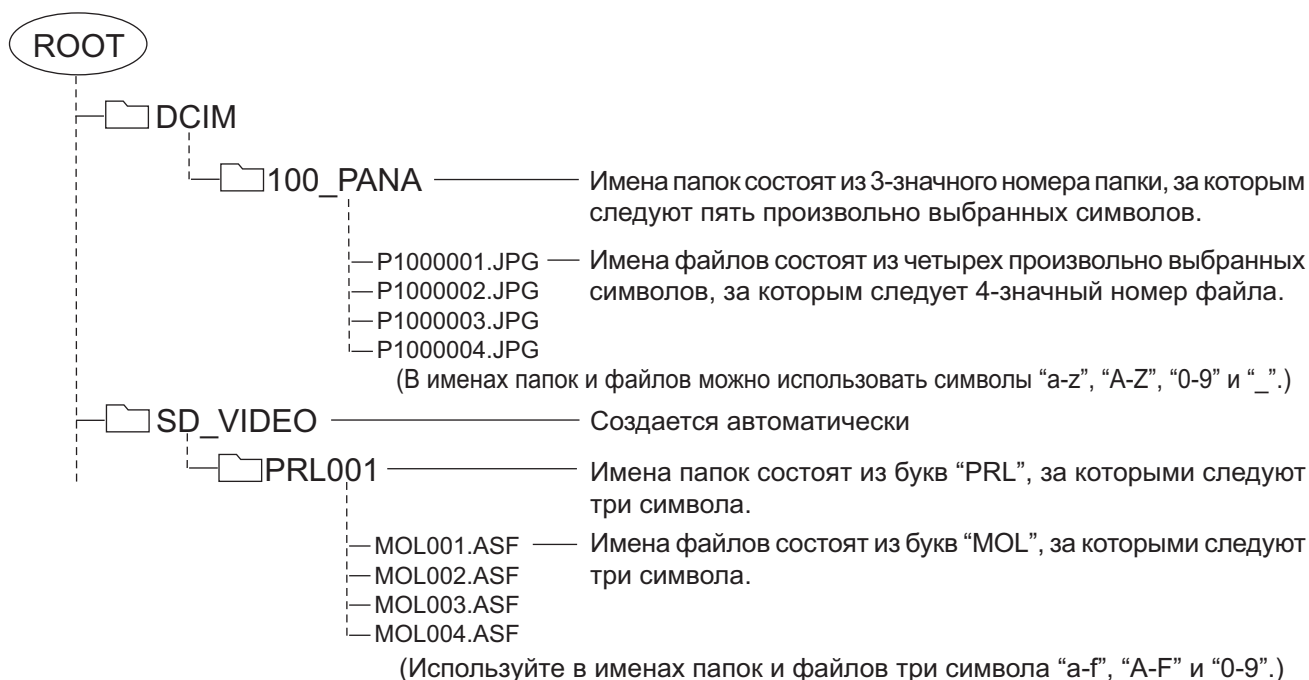 ROOT
DCIM
100_PANA
Имена папок состоят из 3-значного номера папки, за которым
следуют пять произвольно выбранных символов.
P1000001.JPG
Имена файлов состоят из четырех произвольно выбранных
символов, за которым следует 4-значный номер файла.
P1000002.JPG
P1000003.JPG
P1000004.JPG
(В именах папок и файлов можно использовать символы “a-z”, “A-Z”, “0-9” и “_”.)
SD_VIDEO
Создается автоматически
PRL001
Имена папок состоят из букв “PRL”, за которыми следуют
три символа.
MOL001.ASF
Имена файлов состоят из букв “MOL”, за которыми следуют
три символа.
MOL002.ASF
MOL003.ASF
MOL004.ASF
(Используйте в именах папок и файлов три символа “a-f”, “A-F” и “0-9”.)